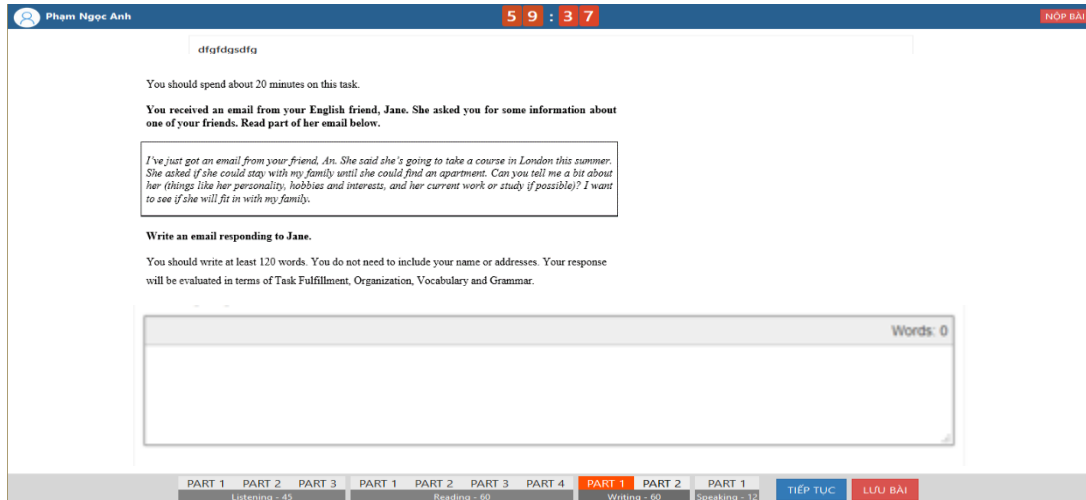 Phạm Ngọc Anh
59:37
NỘP BÀI
dfgfdgsdfg
You should spend about 20 minutes on this task.
You received an email from your English friend, Jane. She asked you for some information about
one of your friends. Read part of her email below.
I've just got an email from your friend, An. She said she's going to take a course in London this summer.
She asked if she could stay with my family until she could find an apartment. Can you tell me a bit about
her (things like her personality, hobbies and interests, and her current work or study if possible)? I want
to see if she will fit in with my family.
Write an email responding to Jane.
You should write at least 120 words. You do not need to include your name or addresses. Your response
will be evaluated in terms of Task Fulfillment, Organization, Vocabulary and Grammar.
Words: 0
PART 1 PART 2 PART 3 PART 1 PART 2 PART 3 PART 4 PART 1 PART 2 PART 1
Listening - 45 Reading - 60 Writing - 60 Speaking - 12
TIẾP TỤC LƯU BÀI